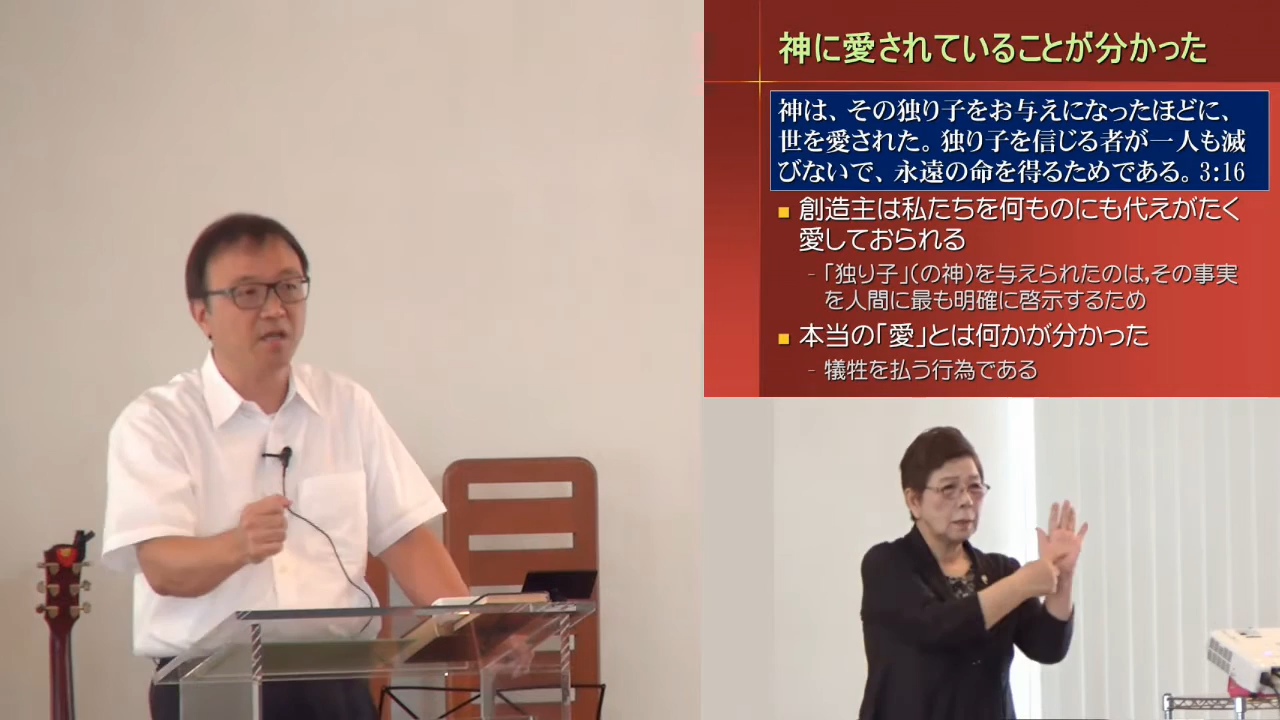 神に愛されていることが分かった
神は、その独り子をお与えになったほどに、
世を愛された。独り子を信じる者が一人も滅
びないで、永遠の命を得るためである。3:16
■ 創造主は私たちを何ものにも代えがたく
愛しておられる
-「独り子」(の神)を与えられたのは,その事実
を人間に最も明確に啓示するため
■ 本当の「愛」とは何かが分かった
- 犠牲を払う行為である